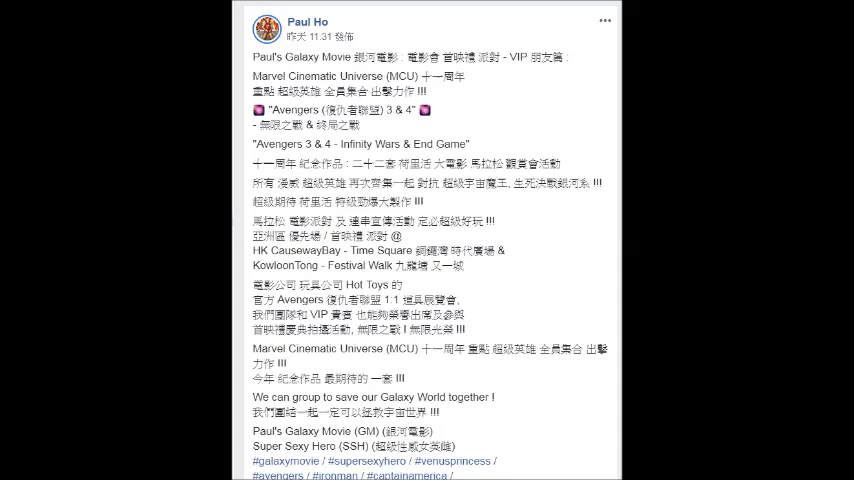 Paul Ho
昨天 11:31 發佈
Paul's Galaxy Movie 銀河電影 : 電影會 首映禮 派對 - VIP 朋友篇 :
Marvel Cinematic Universe (MCU) 十一周年
重點 超級英雄 全員集合 出擊力作 !!!
"Avengers (復仇者聯盟) 3 & 4"
- 無限之戰 & 終局之戰
"Avengers 3 & 4 - Infinity Wars & End Game"
十一周年 紀念作品 : 二十二套 荷里活 大電影 馬拉松 觀賞會活動
所有 漫威 超級英雄 再次齊集一起 對抗 超級宇宙魔王, 生死決戰銀河系 !!!
超級期待 荷里活 特級勁爆大製作 !!!
馬拉松 電影派對 及 連串宣傳活動 定必超級好玩 !!!
亞洲區 優先場 / 首映禮 派對 @
HK CausewayBay - Time Square 銅鑼灣 時代廣場 &
KowloonTong - Festival Walk 九龍塘 又一城
電影公司 玩具公司 Hot Toys 的
官方 Avengers 復仇者聯盟 1:1 道具展覽會,
我們團隊和 VIP 貴賓 也能夠榮譽出席及參與
首映禮慶典拍攝活動, 無限之戰 ! 無限光榮 !!!
Marvel Cinematic Universe (MCU) 十一周年 重點 超級英雄 全員集合 出擊
力作 !!!
今年 紀念作品 最期待的 一套 !!!
We can group to save our Galaxy World together !
我們團結一起一定可以拯救宇宙世界 !!!
Paul's Galaxy Movie (GM) (銀河電影)
Super Sexy Hero (SSH) (超級性感女英雌)
#galaxymovie / #supersexyhero / #venusprincess /
#avengers / #ironman / #captainamerica /